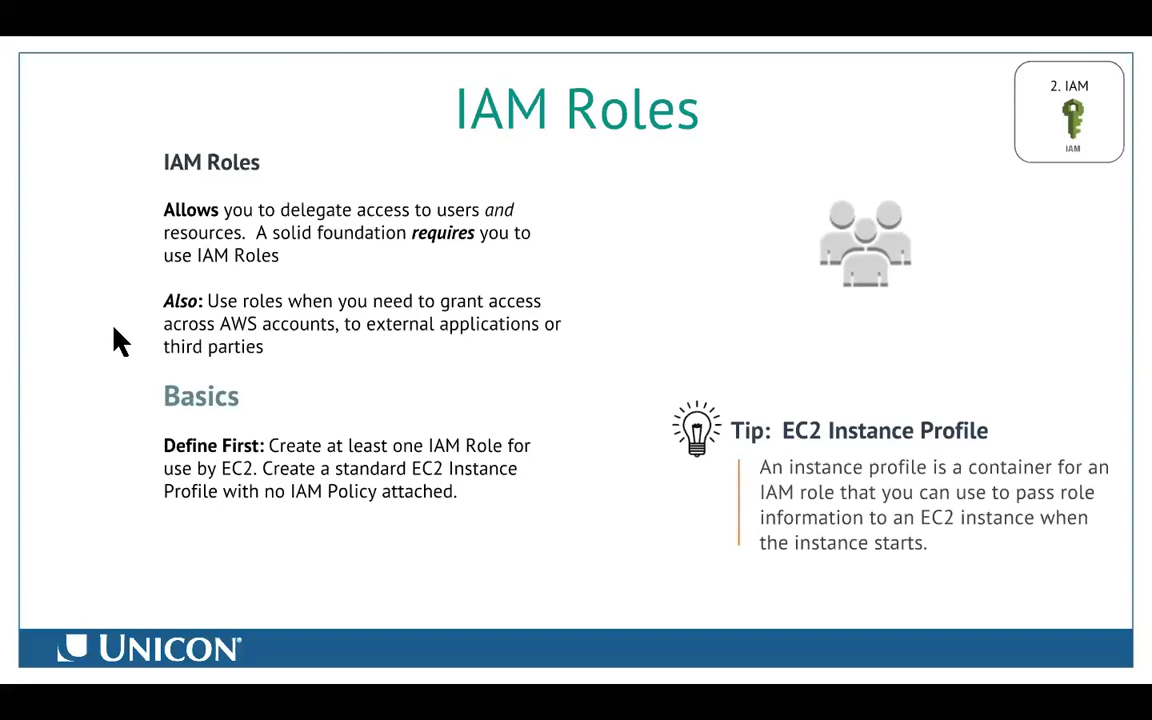 IAM Roles
2. IAM
IAM
IAM Roles
Allows you to delegate access to users and
resources.  A solid foundation requires you to
use IAM Roles
Also: Use roles when you need to grant access
across AWS accounts, to external applications or
third parties
Basics
Define First: Create at least one IAM Role for
use by EC2. Create a standard EC2 Instance
Profile with no IAM Policy attached.
Tip:  EC2 Instance Profile
An instance profile is a container for an
IAM role that you can use to pass role
information to an EC2 instance when
the instance starts.
UNICON®